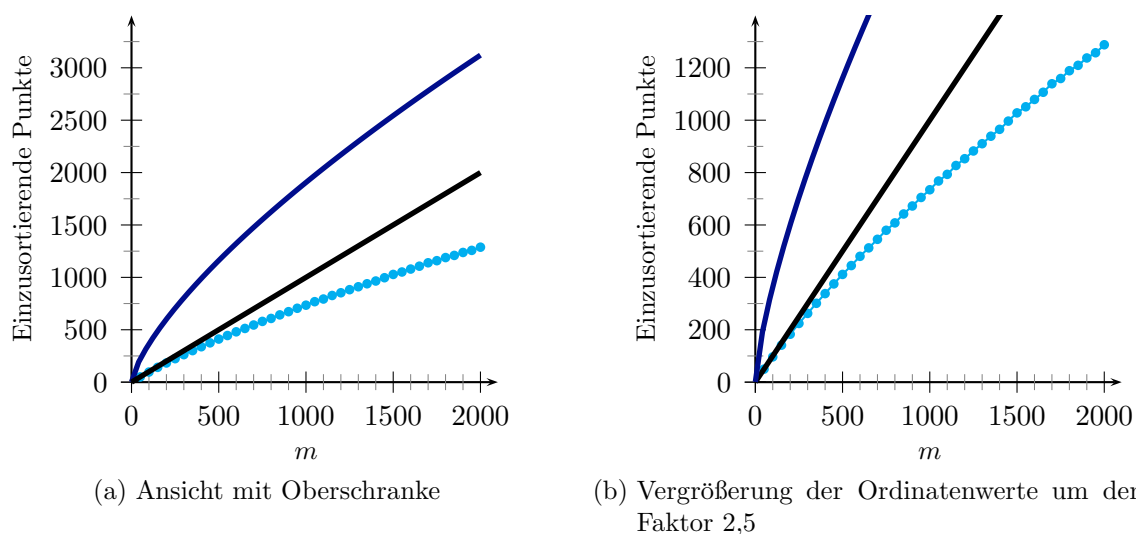 Einzusortierende Punkte
3000
2500
2000
1500
1000
500
0
0 500 1000 1500 2000
m
(a) Ansicht mit Oberschranke
Einzusortierende Punkte
1200
1000
800
600
400
200
0
0 500 1000 1500 2000
m
(b) Vergrößerung der Ordinatenwerte um den
Faktor 2,5